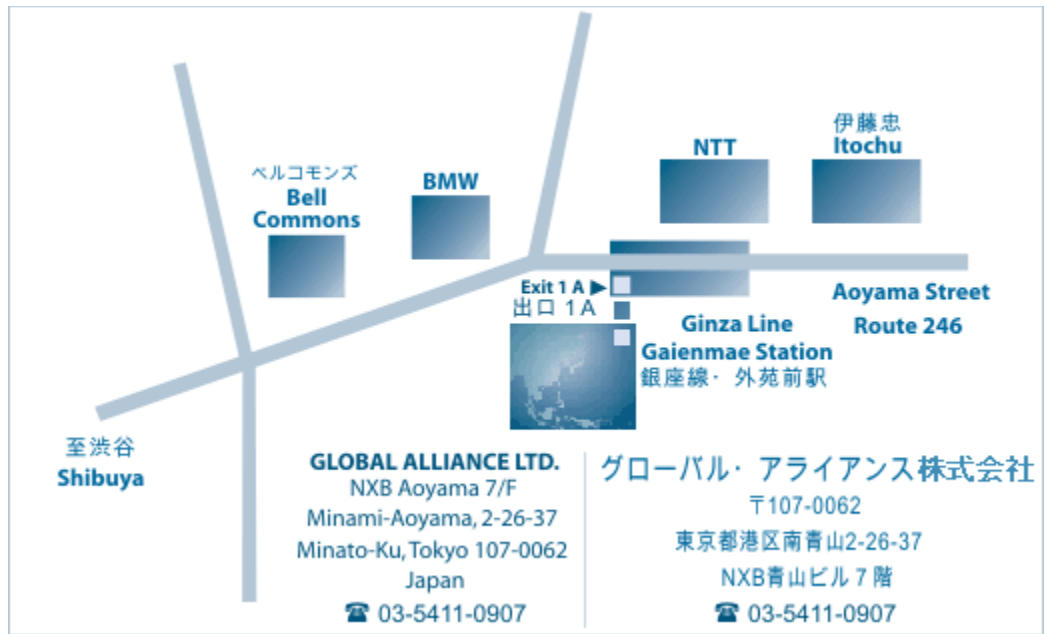 伊藤忠
Itochu
NTT
ベルコモンズ
Bell
Commons
BMW
Exit 1 A ▶
出口 1A
Aoyama Street
Route 246
Ginza Line
Gaienmae Station
銀座線・外苑前駅
至渋谷
Shibuya
GLOBAL ALLIANCE LTD.
NXB Aoyama 7/F
Minami-Aoyama, 2-26-37
Minato-Ku, Tokyo 107-0062
Japan
☎ 03-5411-0907
グローバル・アライアンス株式会社
〒107-0062
東京都港区南青山2-26-37
NXB青山ビル7階
☎ 03-5411-0907